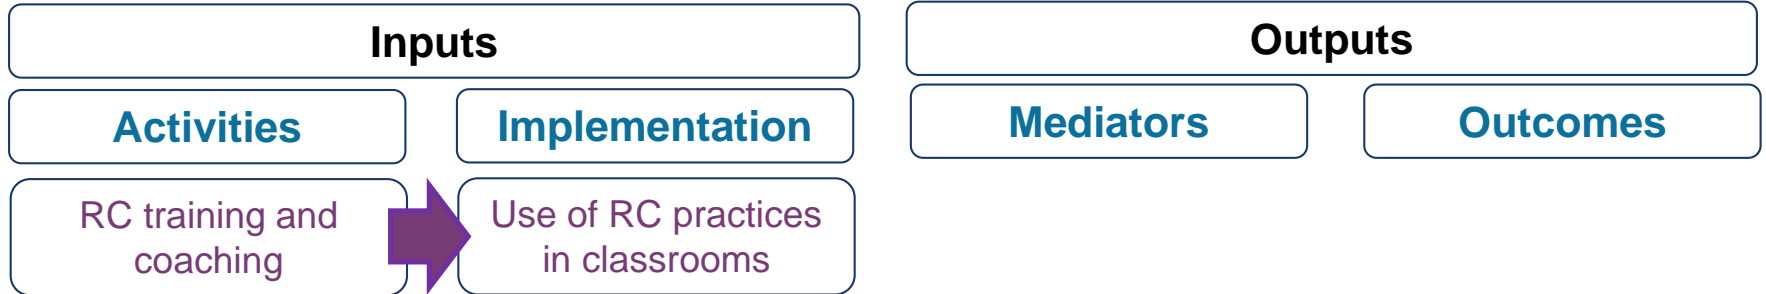 Inputs
Outputs
Activities
Implementation
Mediators
Outcomes
RC training and
coaching
Use of RC practices
in classrooms